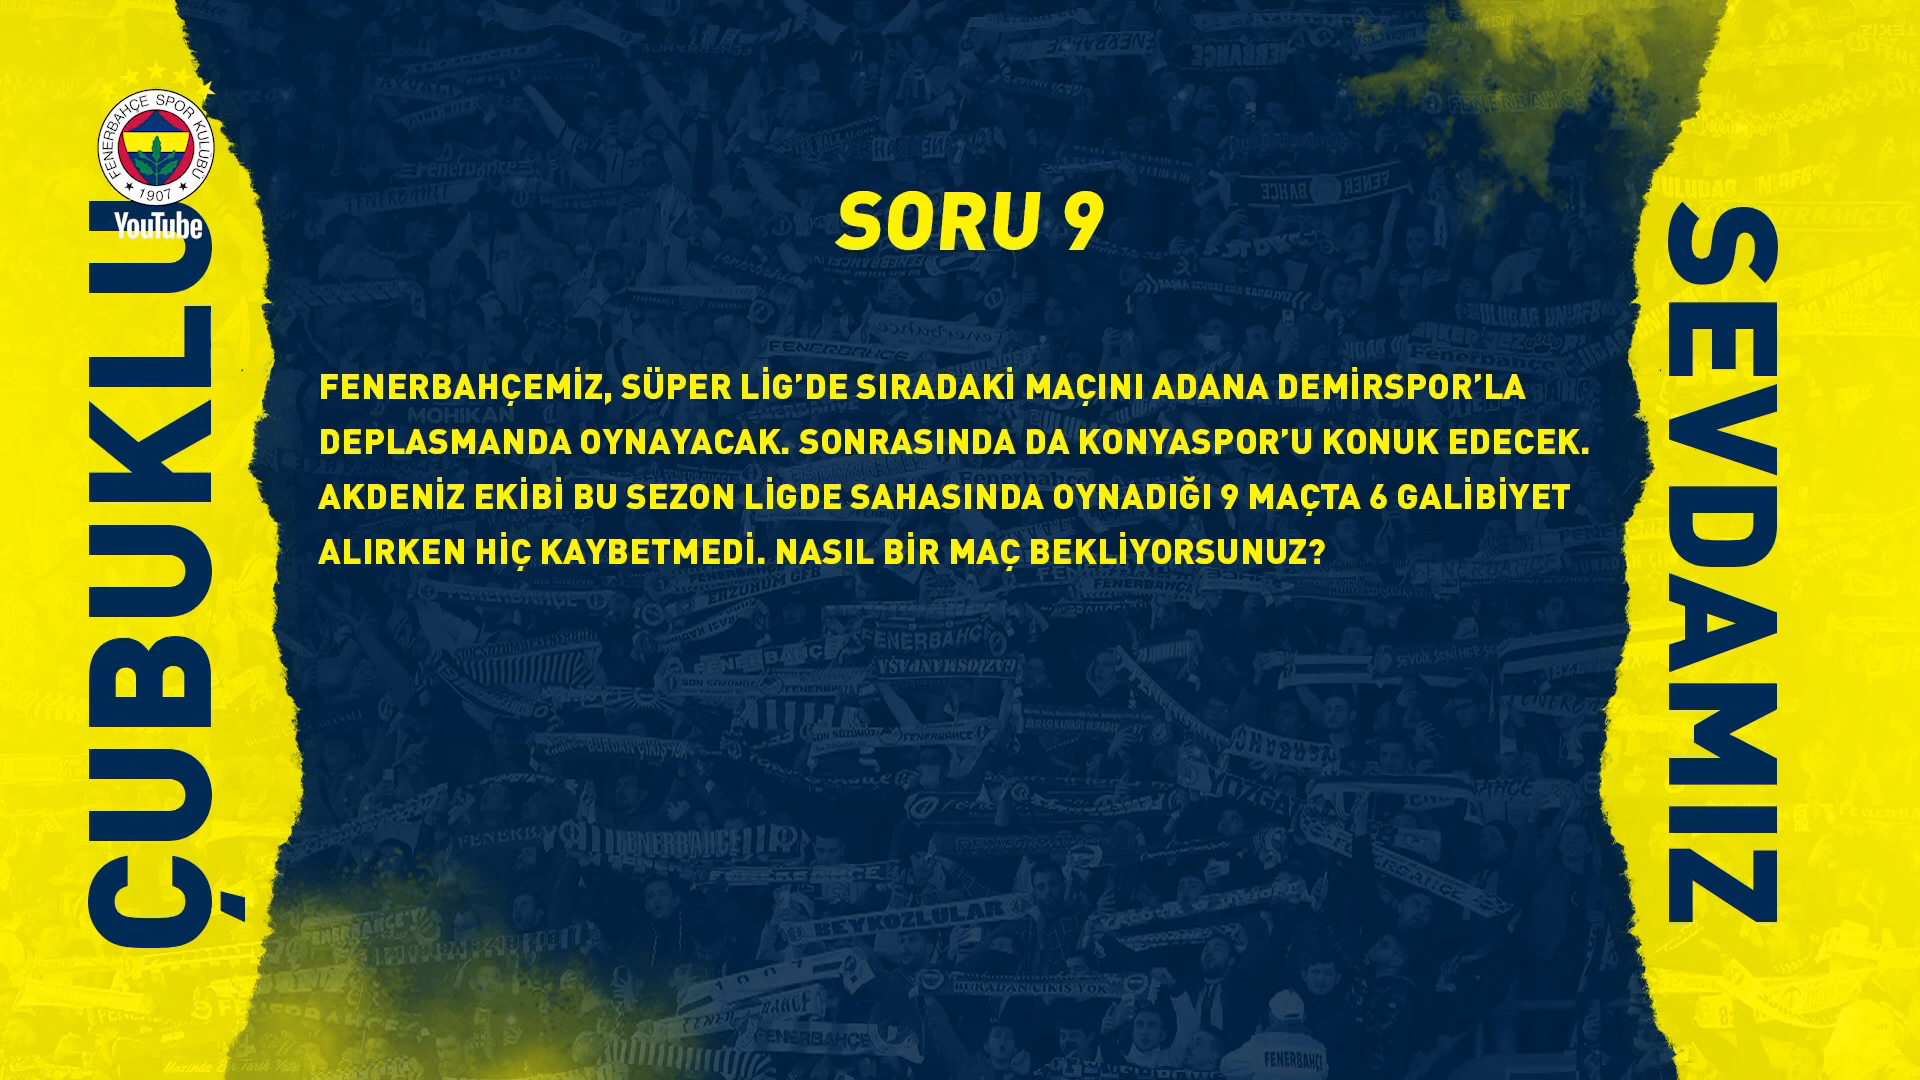 FENERBAHÇE SPOR KULÜBÜ
1907
YouTube
ÇUBUKLU
SORU 9
FENERBAHÇEMİZ, SÜPER LİG’DE SIRADAKİ MAÇINI ADANA DEMİRSPOR’LA
DEPLASMANDA OYNAYACAK. SONRASINDA DA KONYASPOR’U KONUK EDECEK.
AKDENİZ EKİBİ BU SEZON LİGDE SAHASINDA OYNADIĞI 9 MAÇTA 6 GALİBİYET
ALIRKEN HİÇ KAYBETMEDİ. NASIL BİR MAÇ BEKLİYORSUNUZ?
SEVDAMIZ
FENERBAHÇE
BEYKOZLULAR